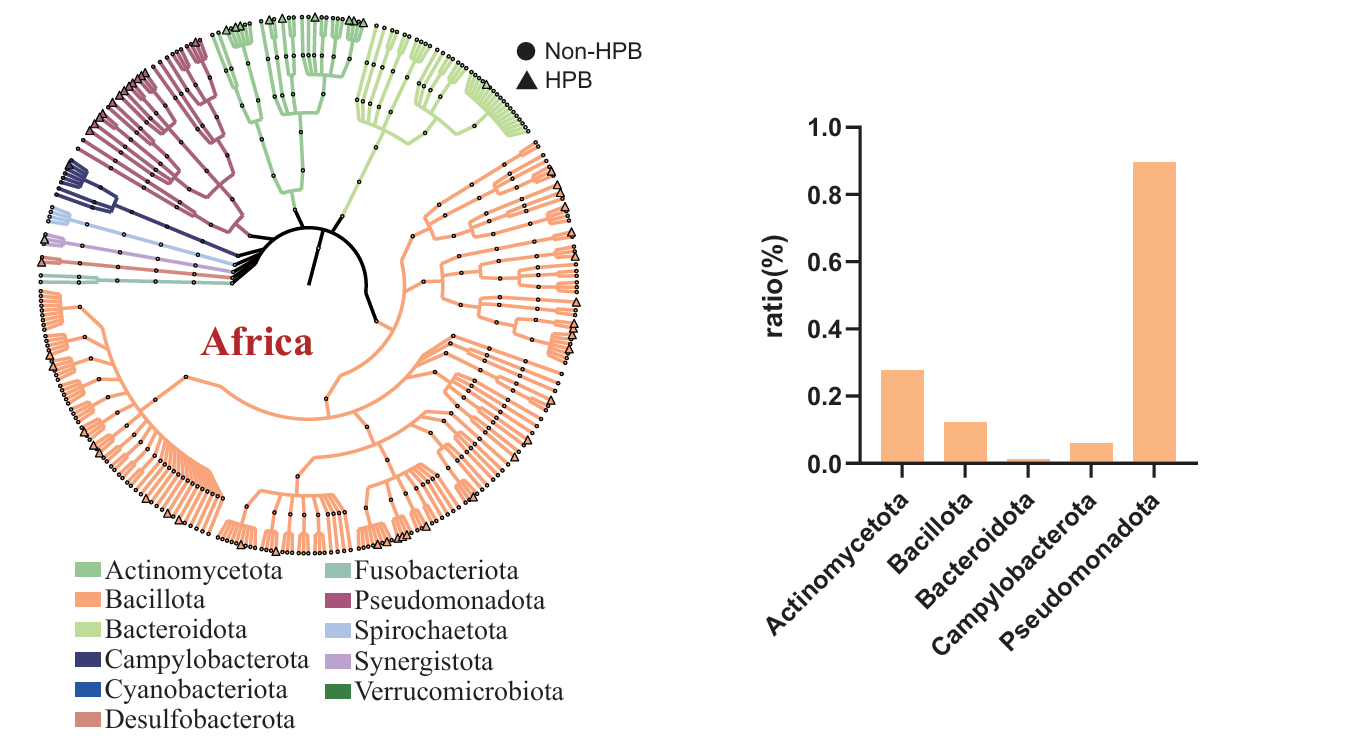 Non-HPB
HPB
Africa
Actinomycetota
Bacillota
Bacteroidota
Campylobacterota
Cyanobacteriota
Desulfobacterota
Fusobacteriota
Pseudomonadota
Spirochaetota
Synergistota
Verrucomicrobiota
ratio(%)
1.0
0.8
0.6
0.4
0.2
0.0
Actinomycetota
Bacillota
Bacteroidota
Campylobacterota
Pseudomonadota